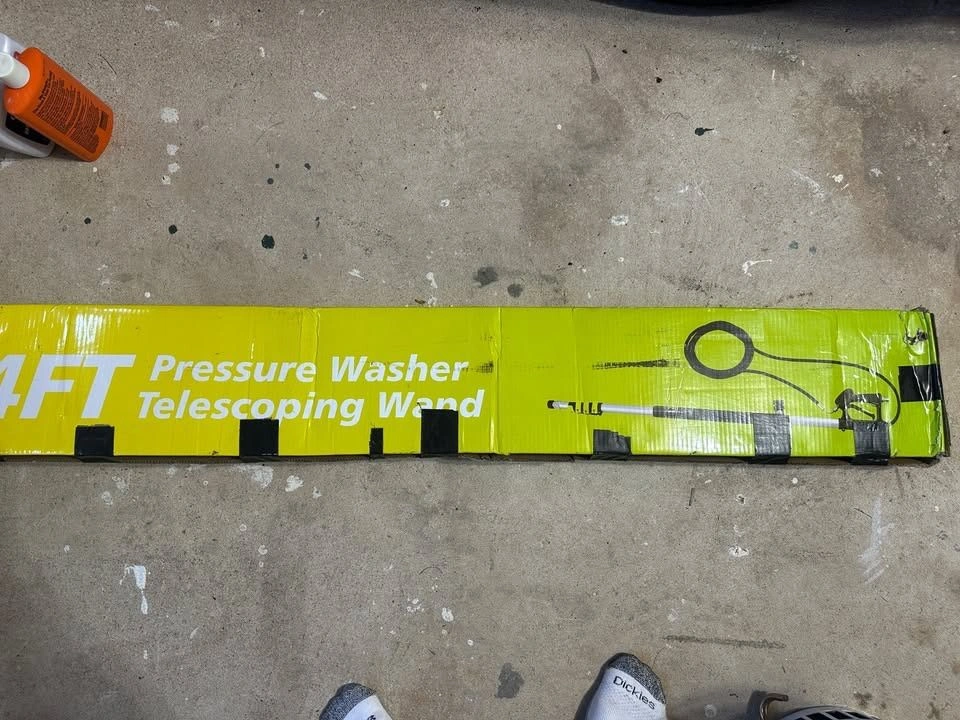 4FT
Pressure Washer
Telescoping Wand
Dickies